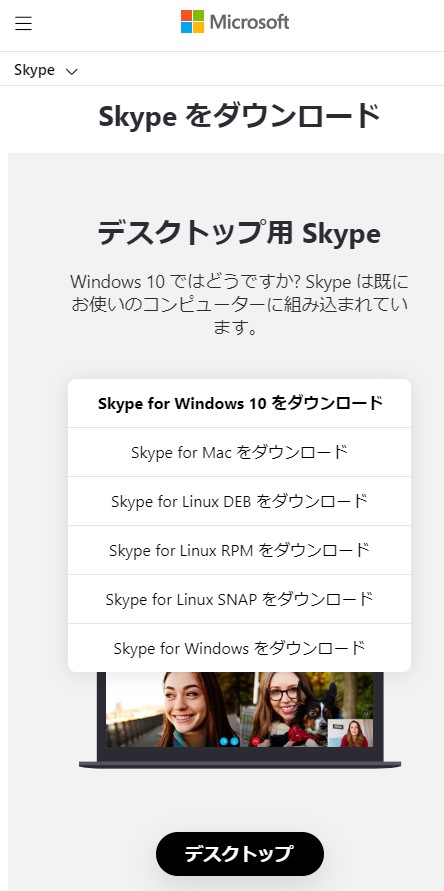 Microsoft
Skype
Skype をダウンロード
デスクトップ用 Skype
Windows 10 ではどうですか? Skype は既に
お使いのコンピューターに組み込まれてい
ます。
Skype for Windows 10 をダウンロード
Skype for Mac をダウンロード
Skype for Linux DEB をダウンロード
Skype for Linux RPM をダウンロード
Skype for Linux SNAP をダウンロード
Skype for Windows をダウンロード
デスクトップ